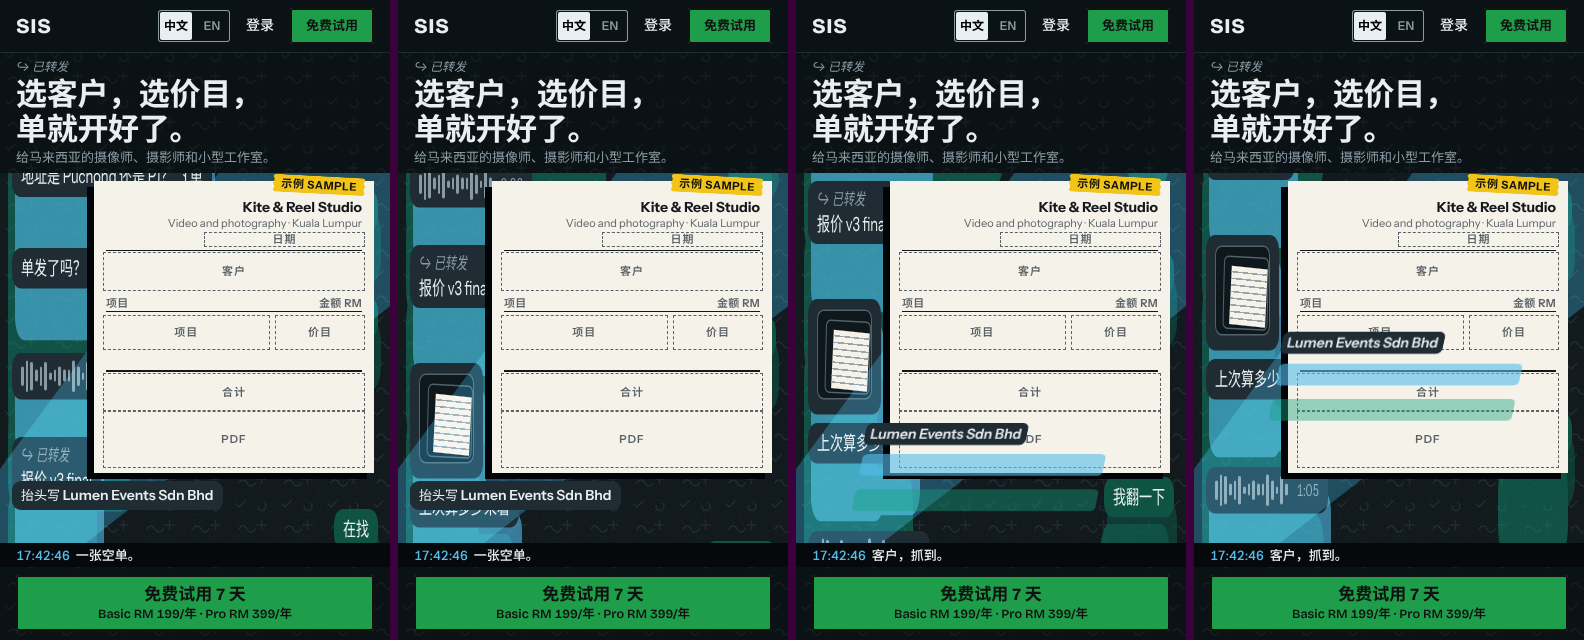 SIS
中文 EN 登录 免费试用
↪ 已转发
选客户，选价目，
单就开好了。
给马来西亚的摄像师、摄影师和小型工作室。
地址是 Puchong 还是 PJ？
示例 SAMPLE
Kite & Reel Studio
Video and photography · Kuala Lumpur
日期
单发了吗？
客户
项目 金额 RM
项目 价目
合计
↪ 已转发
PDF
报价 v3 final
抬头写 Lumen Events Sdn Bhd
在找
17:42:46 一张空单。
免费试用 7 天
Basic RM 199/年 · Pro RM 399/年
SIS
中文 EN 登录 免费试用
↪ 已转发
选客户，选价目，
单就开好了。
给马来西亚的摄像师、摄影师和小型工作室。
示例 SAMPLE
Kite & Reel Studio
Video and photography · Kuala Lumpur
日期
↪ 已转发
客户
报价 v3 fina
项目 金额 RM
项目 价目
合计
PDF
抬头写 Lumen Events Sdn Bhd
17:42:46 一张空单。
免费试用 7 天
Basic RM 199/年 · Pro RM 399/年
SIS
中文 EN 登录 免费试用
↪ 已转发
选客户，选价目，
单就开好了。
给马来西亚的摄像师、摄影师和小型工作室。
示例 SAMPLE
↪ 已转发
Kite & Reel Studio
报价 v3 fina
Video and photography · Kuala Lumpur
日期
客户
项目 金额 RM
项目 价目
合计
上次算多
Lumen Events Sdn Bhd
DF
我翻一下
17:42:46 客户，抓到。
免费试用 7 天
Basic RM 199/年 · Pro RM 399/年
SIS
中文 EN 登录 免费试用
↪ 已转发
选客户，选价目，
单就开好了。
给马来西亚的摄像师、摄影师和小型工作室。
示例 SAMPLE
Kite & Reel Studio
Video and photography · Kuala Lumpur
日期
客户
项目 金额 RM
价目
Lumen Events Sdn Bhd
上次算多少
合计
PDF
1:05
17:42:46 客户，抓到。
免费试用 7 天
Basic RM 199/年 · Pro RM 399/年